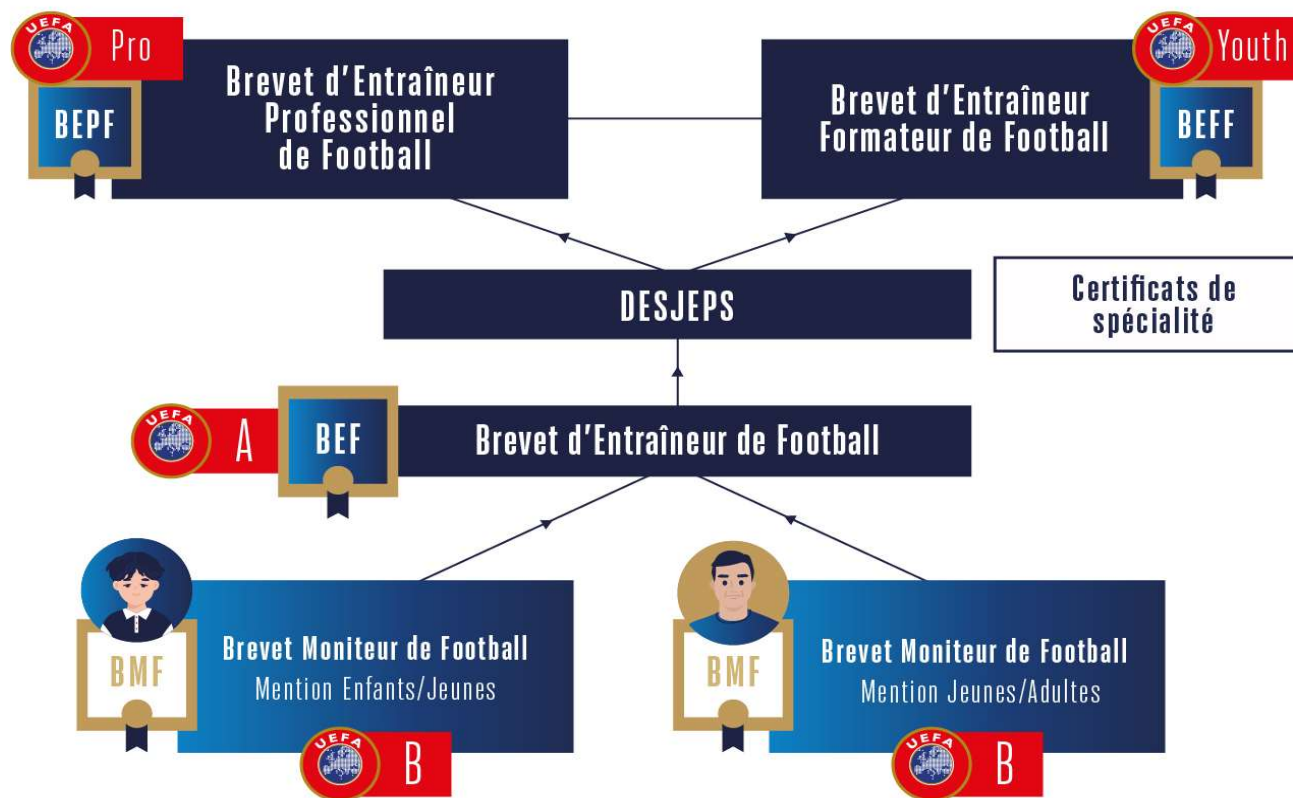 UEFA
Pro
BEPF
Brevet d'Entraîneur
Professionnel
de Football
Brevet d'Entraîneur
Formateur de Football
UEFA
Youth
BEFF
DESJEPS
Certificats de
spécialité
UEFA
A
BEF
Brevet d'Entraîneur de Football
BMF
Brevet Moniteur de Football
Mention Enfants/Jeunes
UEFA
B
BMF
Brevet Moniteur de Football
Mention Jeunes/Adultes
UEFA
B